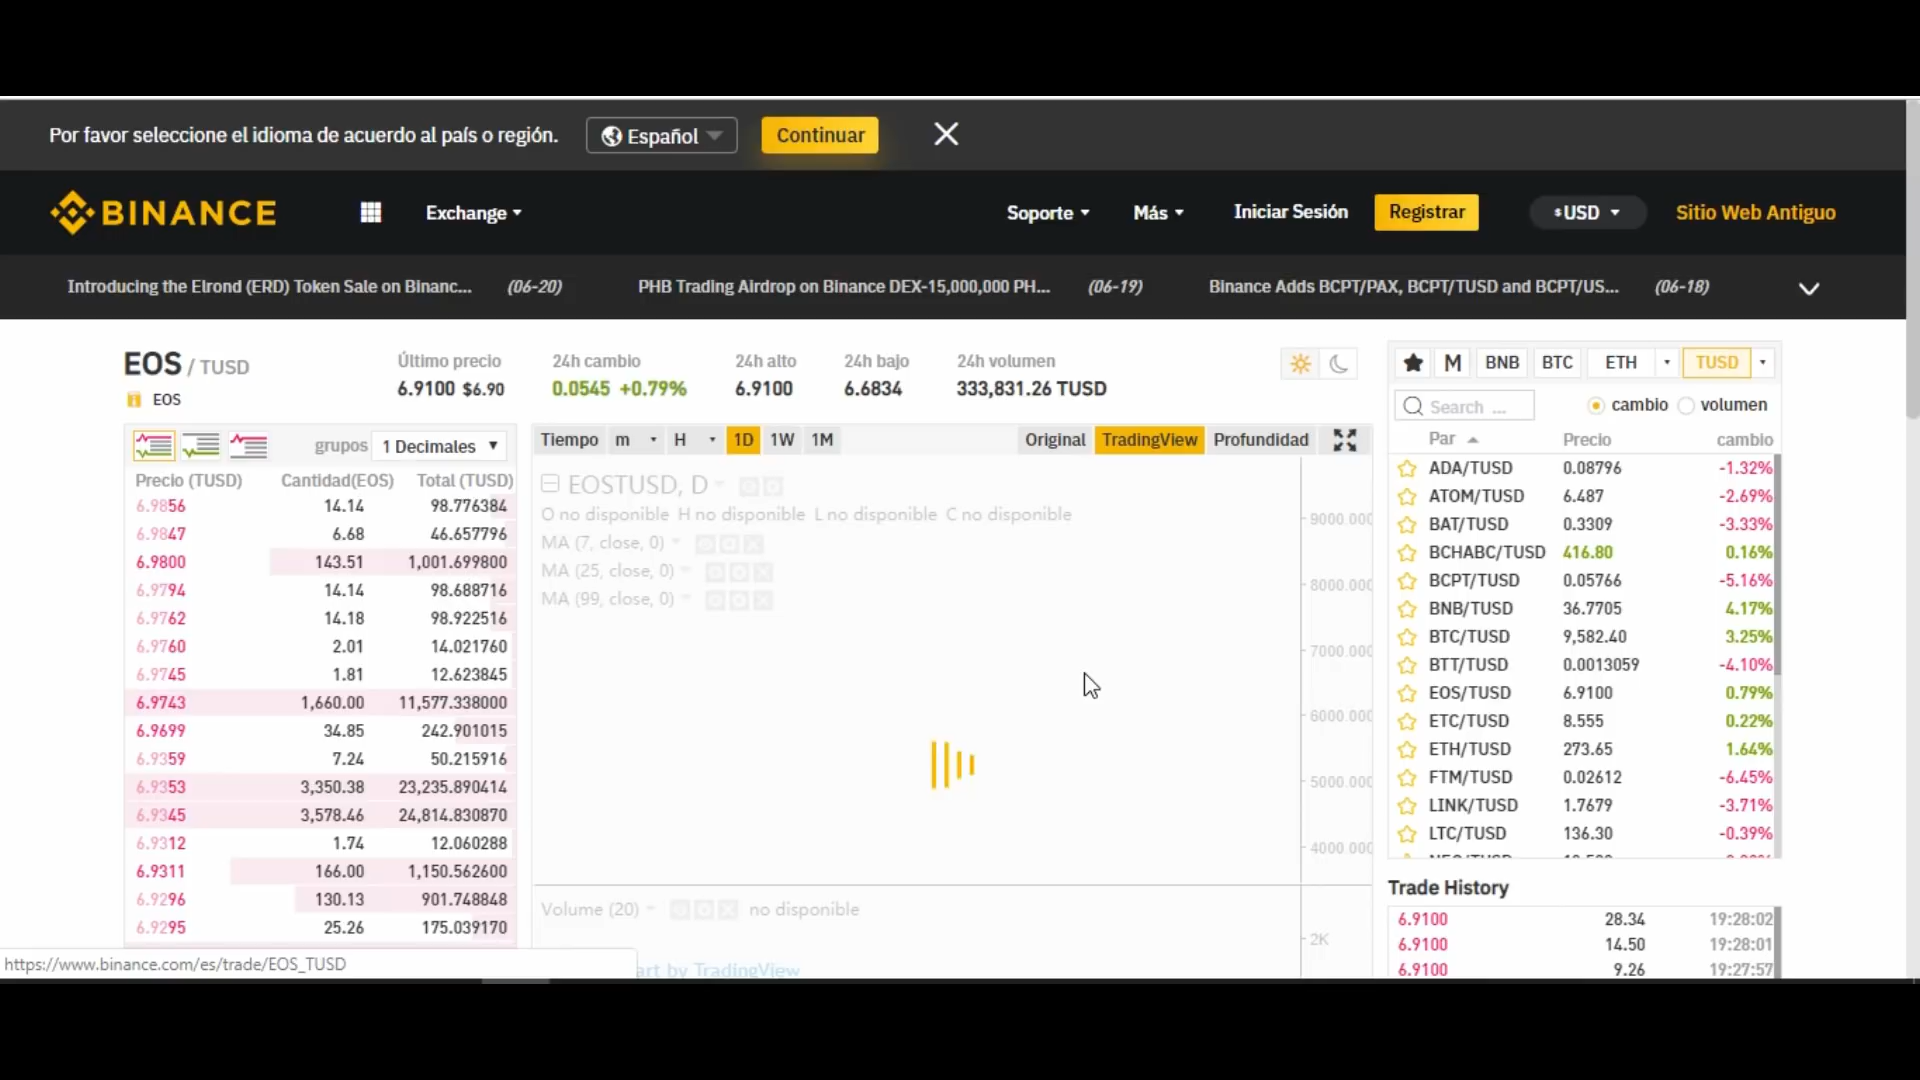 Por favor seleccione el idioma de acuerdo al país o región. Español Continuar
BINANCE Exchange Soporte Más Iniciar Sesión Registrar $USD Sitio Web Antiguo
Introducing the Elrond (ERD) Token Sale on Binanc... (06-20) PHB Trading Airdrop on Binance DEX-15,000,000 PH... (06-19) Binance Adds BCPT/PAX, BCPT/TUSD and BCPT/US... (06-18)
EOS / TUSD
EOS
Último precio 24h cambio 24h alto 24h bajo 24h volumen
6.9100 $6.90 0.0545 +0.79% 6.9100 6.6834 333,831.26 TUSD
grupos 1 Decimales
Precio (TUSD) Cantidad(EOS) Total (TUSD)
6.9856 14.14 98.776384
6.9847 6.68 46.657796
6.9800 143.51 1,001.699800
6.9794 14.14 98.688716
6.9762 14.18 98.922516
6.9760 2.01 14.021760
6.9745 1.81 12.623845
6.9743 1,660.00 11,577.338000
6.9699 34.85 242.901015
6.9359 7.24 50.215916
6.9353 3,350.38 23,235.890414
6.9345 3,578.46 24,814.830870
6.9312 1.74 12.060288
6.9311 166.00 1,150.562600
6.9296 130.13 901.748848
6.9295 25.26 175.039170
https://www.binance.com/es/trade/EOS_TUSD
Tiempo m H 1D 1W 1M Original TradingView Profundidad
EOSTUSD, D
O no disponible H no disponible L no disponible C no disponible
MA (7, close, 0)
MA (25, close, 0)
MA (99, close, 0)
9000.000
8000.000
7000.000
6000.000
5000.000
4000.000
Volume (20) no disponible
2K
art by TradingView
M BNB BTC ETH TUSD
Search ... cambio volumen
Par Precio cambio
ADA/TUSD 0.08796 -1.32%
ATOM/TUSD 6.487 -2.69%
BAT/TUSD 0.3309 -3.33%
BCHABC/TUSD 416.80 0.16%
BCPT/TUSD 0.05766 -5.16%
BNB/TUSD 36.7705 4.17%
BTC/TUSD 9,582.40 3.25%
BTT/TUSD 0.0013059 -4.10%
EOS/TUSD 6.9100 0.79%
ETC/TUSD 8.555 0.22%
ETH/TUSD 273.65 1.64%
FTM/TUSD 0.02612 -6.45%
LINK/TUSD 1.7679 -3.71%
LTC/TUSD 136.30 -0.39%
Trade History
6.9100 28.34 19:28:02
6.9100 14.50 19:28:01
6.9100 9.26 19:27:57